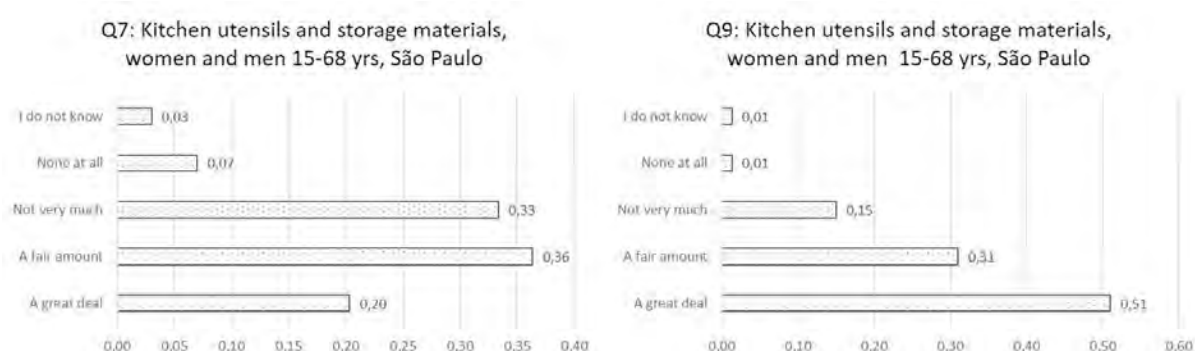 Q7: Kitchen utensils and storage materials,
women and men 15-68 yrs, São Paulo
I do not know
0,03
None at all
0,07
Not very much
0,33
A fair amount
0,36
A great deal
0,20
0,00 0,05 0,10 0,15 0,20 0,25 0,30 0,35 0,40
Q9: Kitchen utensils and storage materials,
women and men 15-68 yrs, São Paulo
I do not know
0,01
None at all
0,01
Not very much
0,15
A fair amount
0,31
A great deal
0,51
0,00 0,10 0,20 0,30 0,40 0,50 0,60